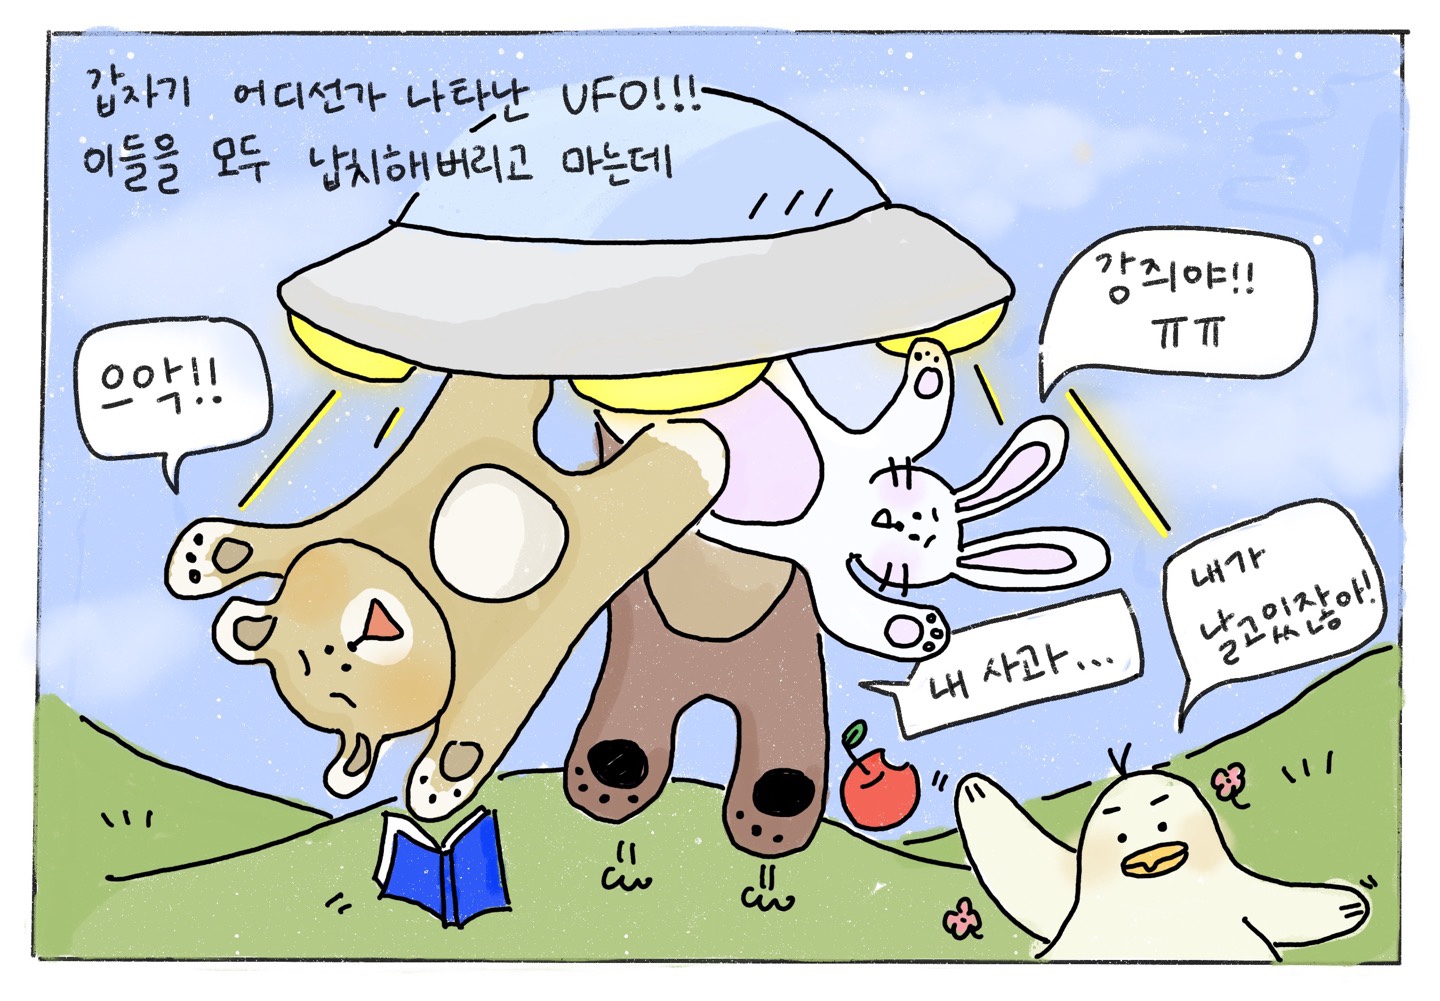 갑자기 어디선가 나타난 UFO!!!
이들을 모두 납치해버리고 마는데
으악!!
강즤야!!
ㅠㅠ
내 사과...
내가
날고있잖아!